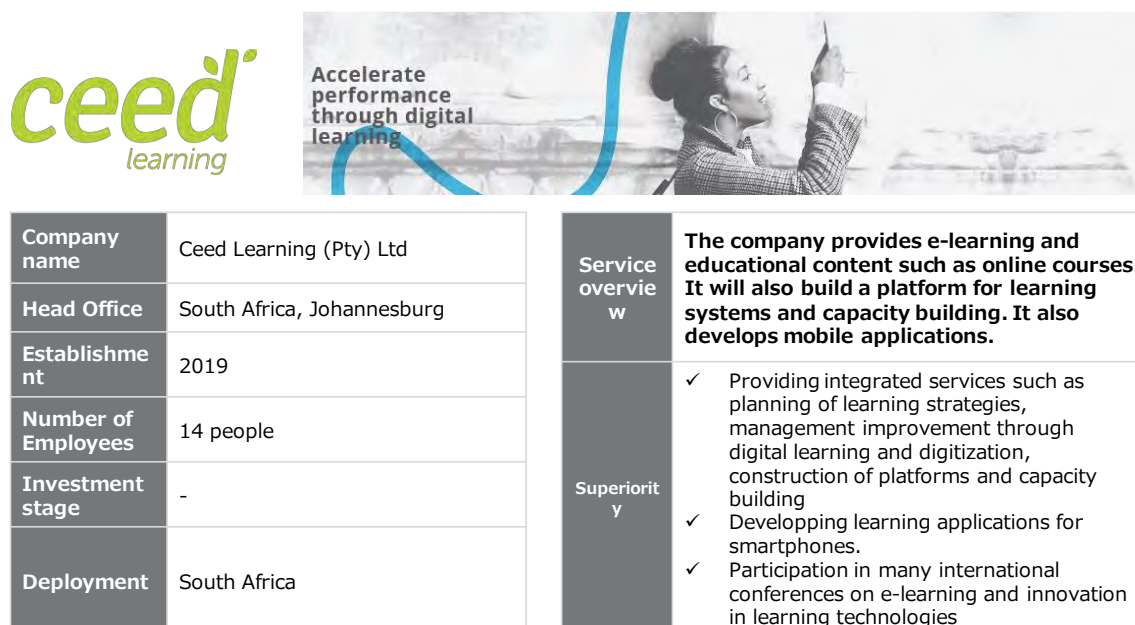 ceed
learning
Accelerate
performance
through digital
learning
Company
name
Ceed Learning (Pty) Ltd
Head Office
South Africa, Johannesburg
Establishme
nt
2019
Number of
Employees
14 people
Investment
stage
-
Deployment
South Africa
Service
overvie
w
The company provides e-learning and
educational content such as online courses
It will also build a platform for learning
systems and capacity building. It also
develops mobile applications.
Superiorit
y
✓ Providing integrated services such as
planning of learning strategies,
management improvement through
digital learning and digitization,
construction of platforms and capacity
building
✓ Developping learning applications for
smartphones.
✓ Participation in many international
conferences on e-learning and innovation
in learning technologies